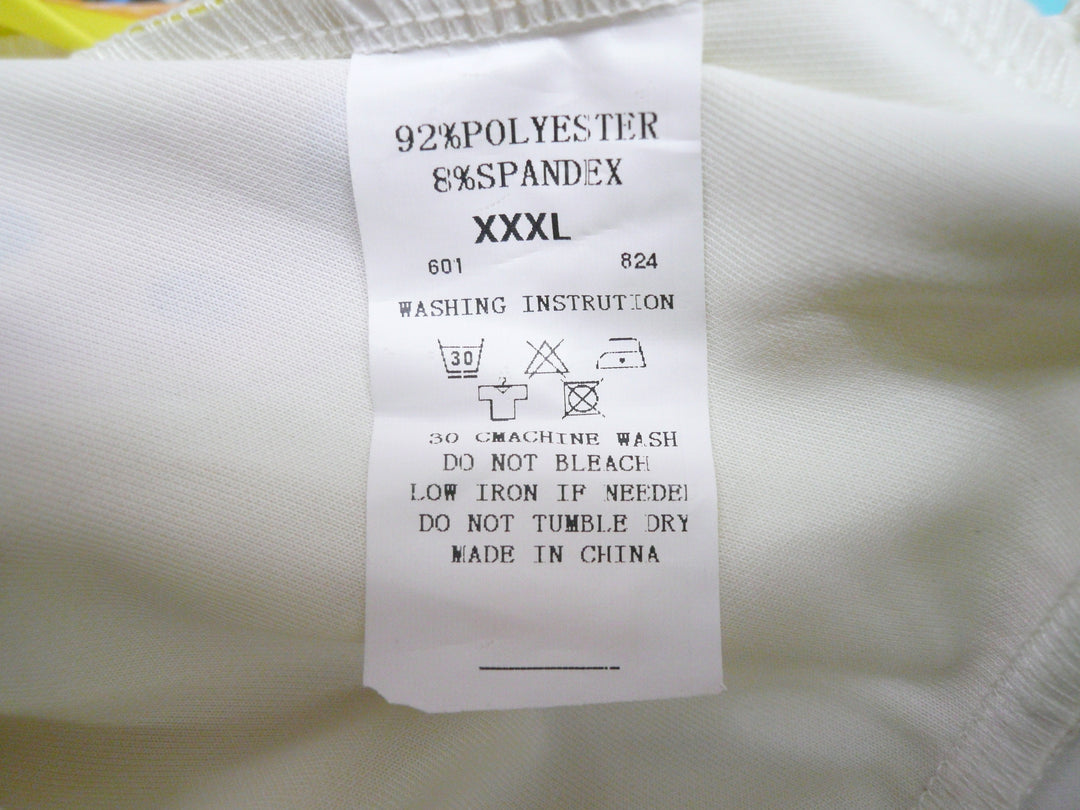 92%POLYESTER
8%SPANDEX
XXXL
601 824
WASHING INSTRUTION
30
30 CMACHINE WASH
DO NOT BLEACH
LOW IRON IF NEEDED
DO NOT TUMBLE DRY
MADE IN CHINA